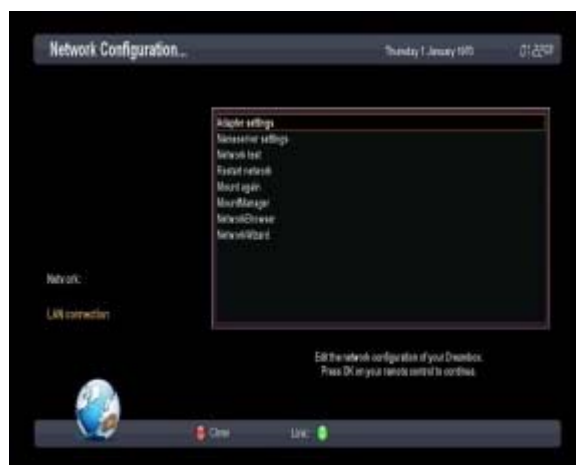 Network Configuration...
Thursday 1 January 1970
Adapter settings
Nameserver settings
Network test
Restart network
Mount again
MountManager
NetworkBrowser
NetworkWizard
Network:
LAN connection
Edit the network configuration of your Dreambox.
Press OK on your remote control to continue.
Close
Link: